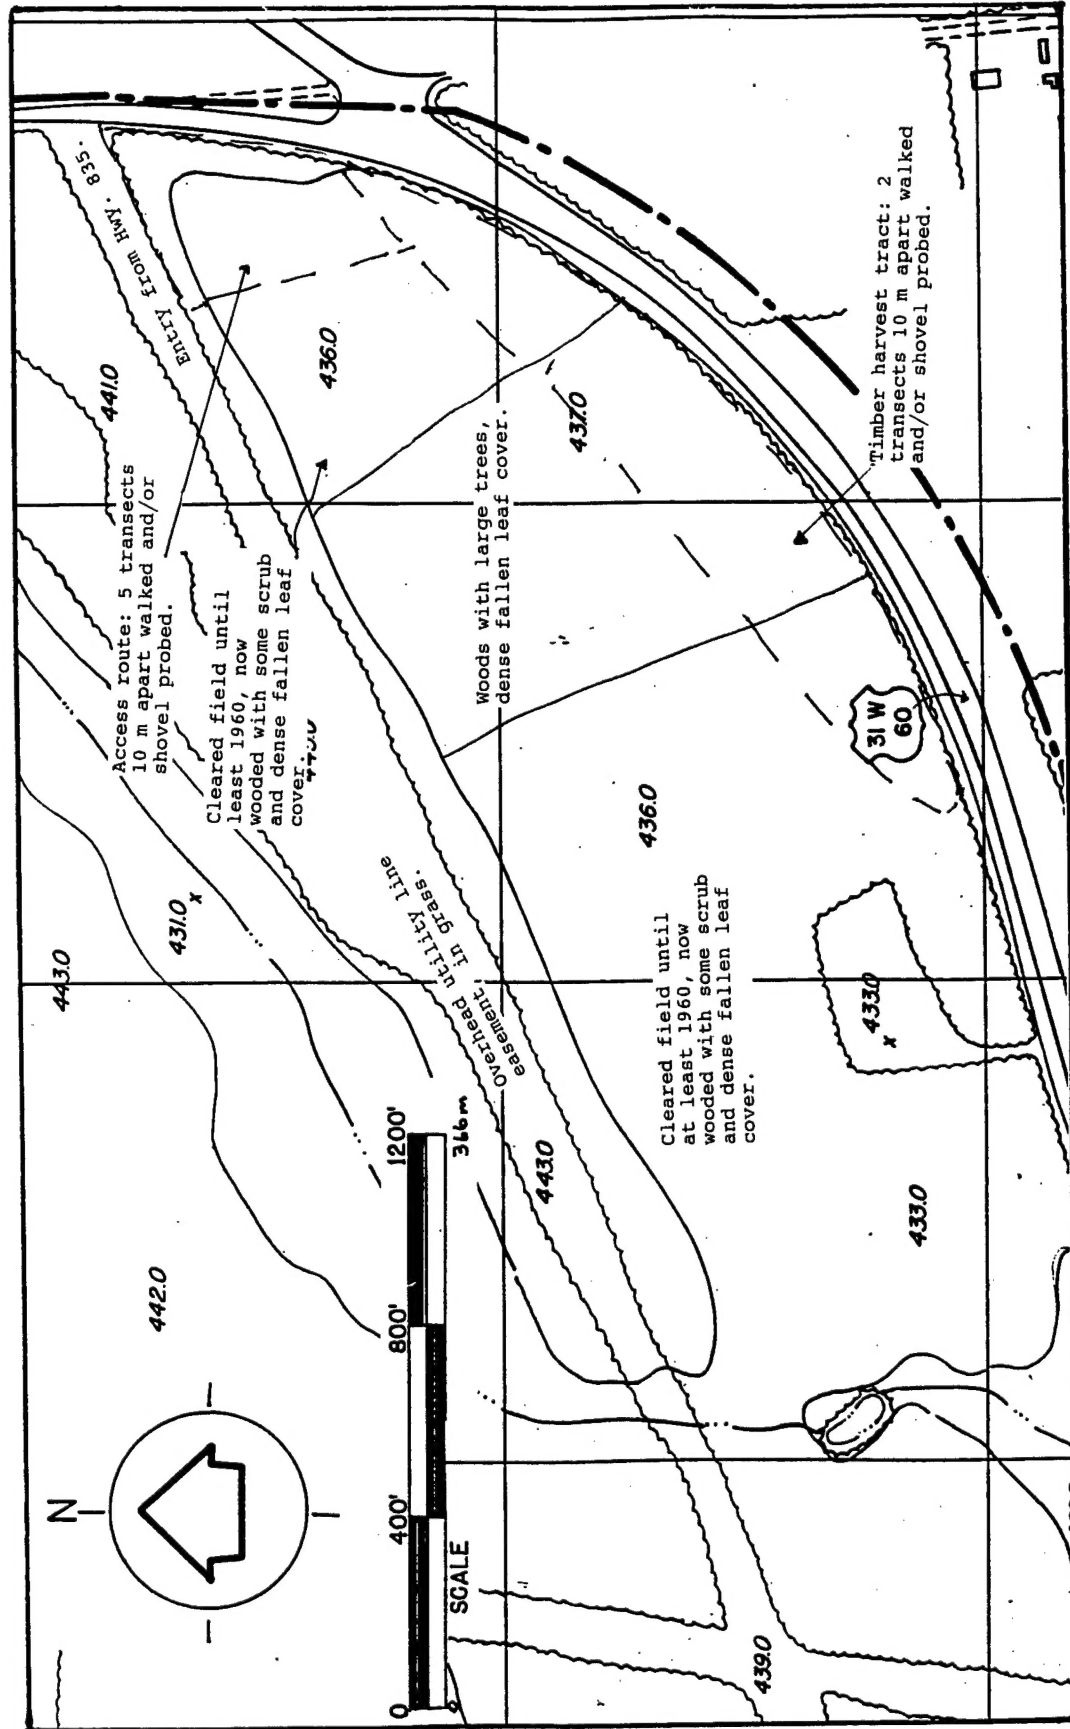 Entry from Hwy. 835.
441.0
Access route: 5 transects
10 m apart walked and/or
shovel probed.
436.0
Cleared field until
least 1960, now
wooded with some scrub
and dense fallen leaf
cover.
437.0
Woods with large trees,
dense fallen leaf cover.
Timber harvest tract: 2
transects 10 m apart walked
and/or shovel probed.
31 W
60
443.0
431.0 x
Overhead utility line
easement in grass.
436.0
Cleared field until
at least 1960, now
wooded with some scrub
and dense fallen leaf
cover.
433.0
x
442.0
443.0
433.0
N
0 400' 800' 1200'
0 366m
SCALE
439.0